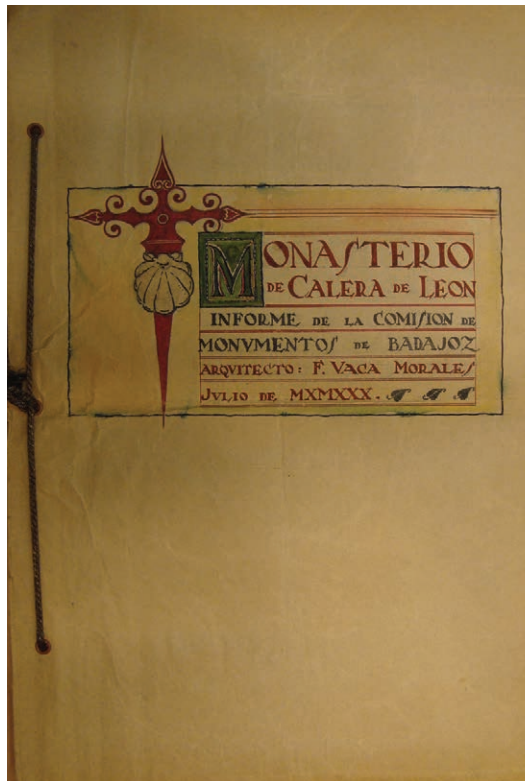 MONASTERIO
DE CALERA DE LEON
INFORME DE LA COMISION DE
MONVMENTOS DE BADAJOZ
ARQVITECTO: F. VACA MORALES
JVLIO DE MXMXXX.